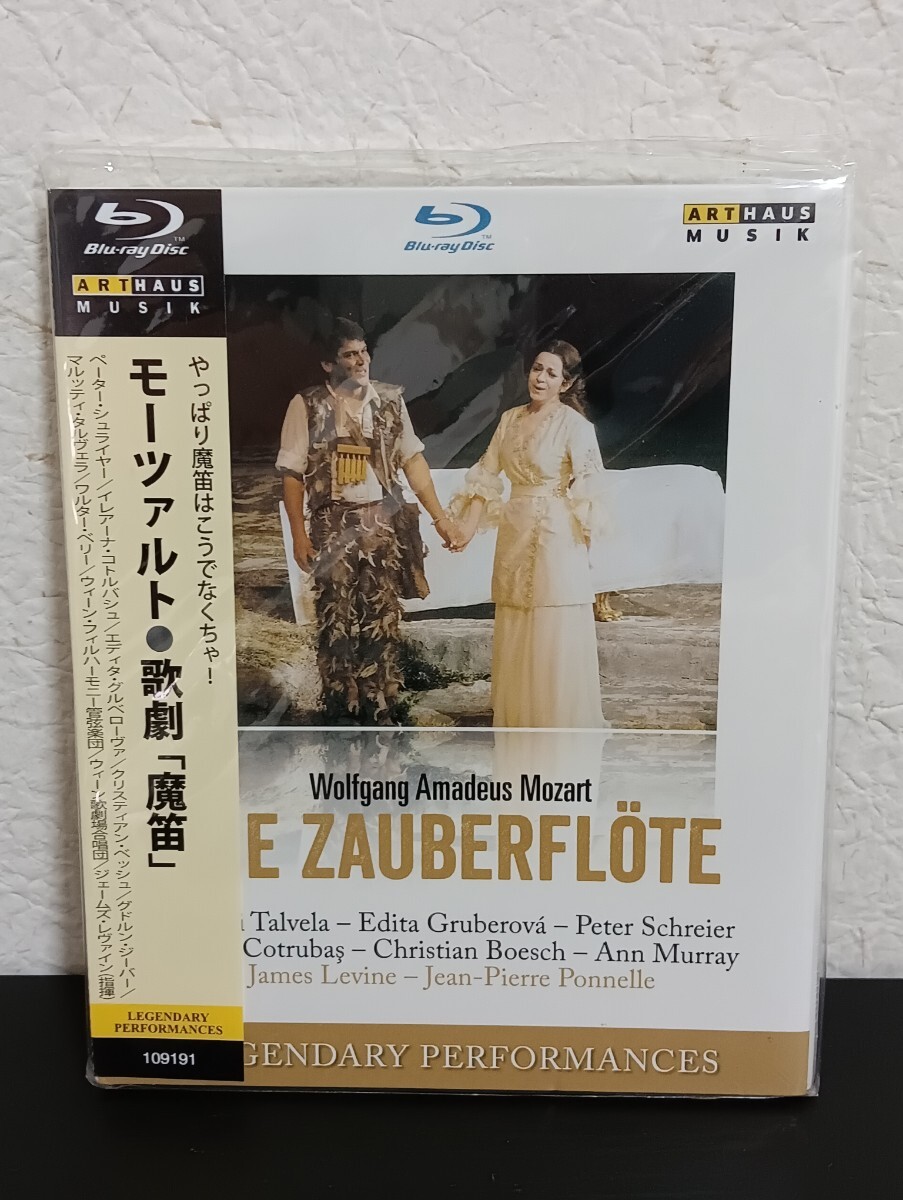 Blu-ray Disc™
ARTHAUS
MUSIK
やっぱり魔笛はこうでなくちゃ!
モーツァルト●歌劇「魔笛」
ペーター・シュライヤー/イレアーナ・コトルバシュ/エディタ・グルベローヴァ/クリスティアン・ベッシュ/グドルン・ジーバー/
マルッティ・タルヴェラ/ワルター・ベリー/ウィーン・フィルハーモニー管弦楽団/ウィーン歌劇場合唱団/ジェームズ・レヴァイン(指揮)
LEGENDARY
PERFORMANCES
109191
Blu-ray Disc
ARTHAUS
MUSIK
Wolfgang Amadeus Mozart
E ZAUBERFLÖTE
i Talvela – Edita Gruberová – Peter Schreier
Cotrubaş – Christian Boesch – Ann Murray
James Levine – Jean-Pierre Ponnelle
GENDARY PERFORMANCES